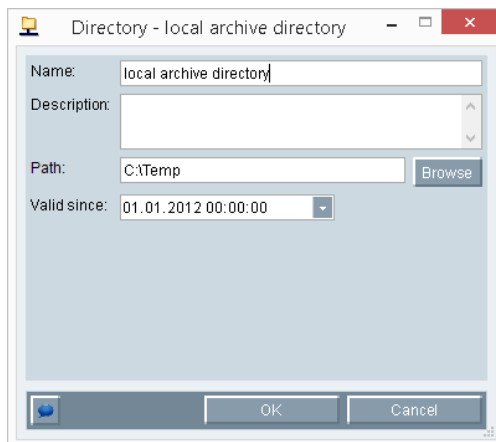 Directory - local archive directory
Name: local archive directory
Description:
Path: C:\Temp Browse
Valid since: 01.01.2012 00:00:00
OK Cancel